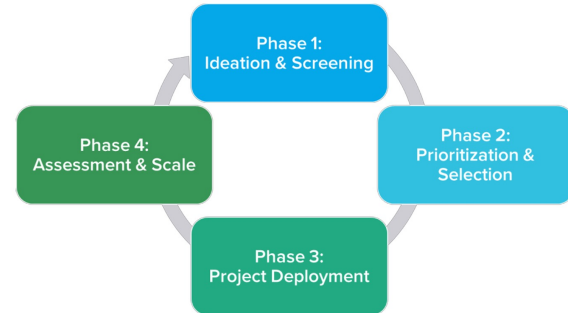 Phase 1:
Ideation & Screening
Phase 2:
Prioritization &
Selection
Phase 3:
Project Deployment
Phase 4:
Assessment & Scale